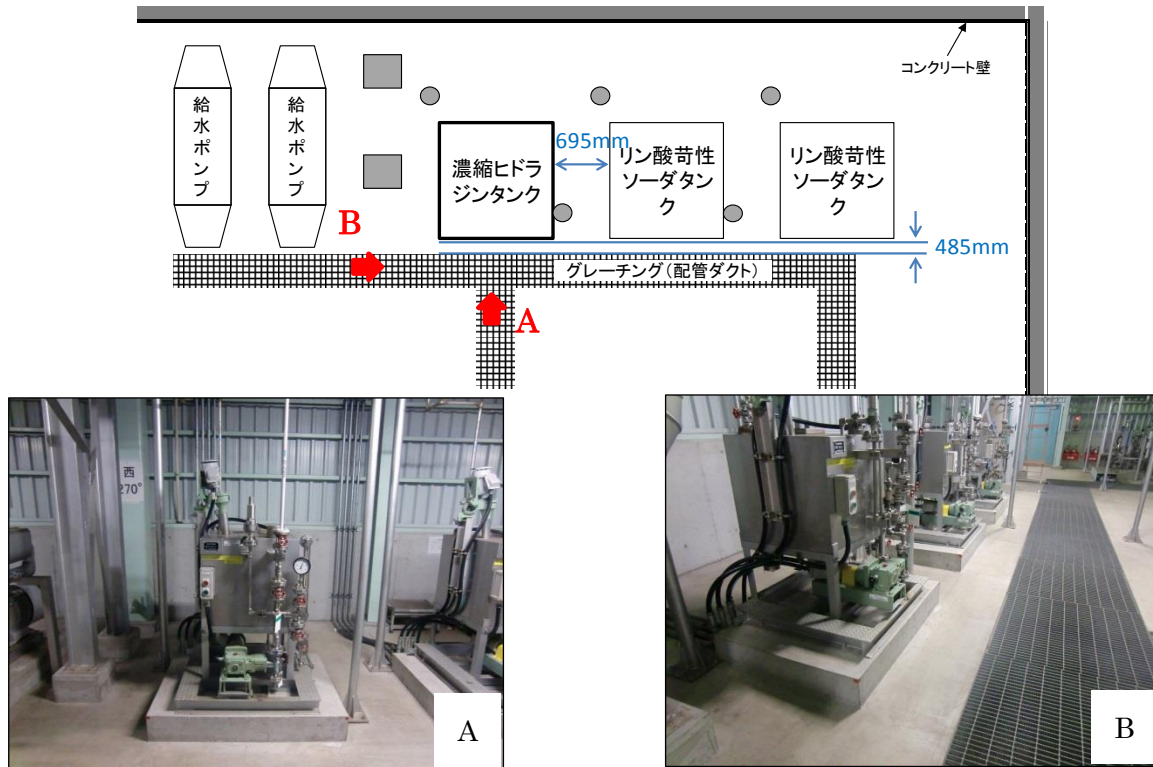 コンクリート壁
給水ポンプ
給水ポンプ
濃縮ヒドラ
ジンタンク
695mm
リン酸苛性
ソーダタン
ク
リン酸苛性
ソーダタン
ク
B
485mm
グレーチング（配管ダクト）
A
西
270°
A
B